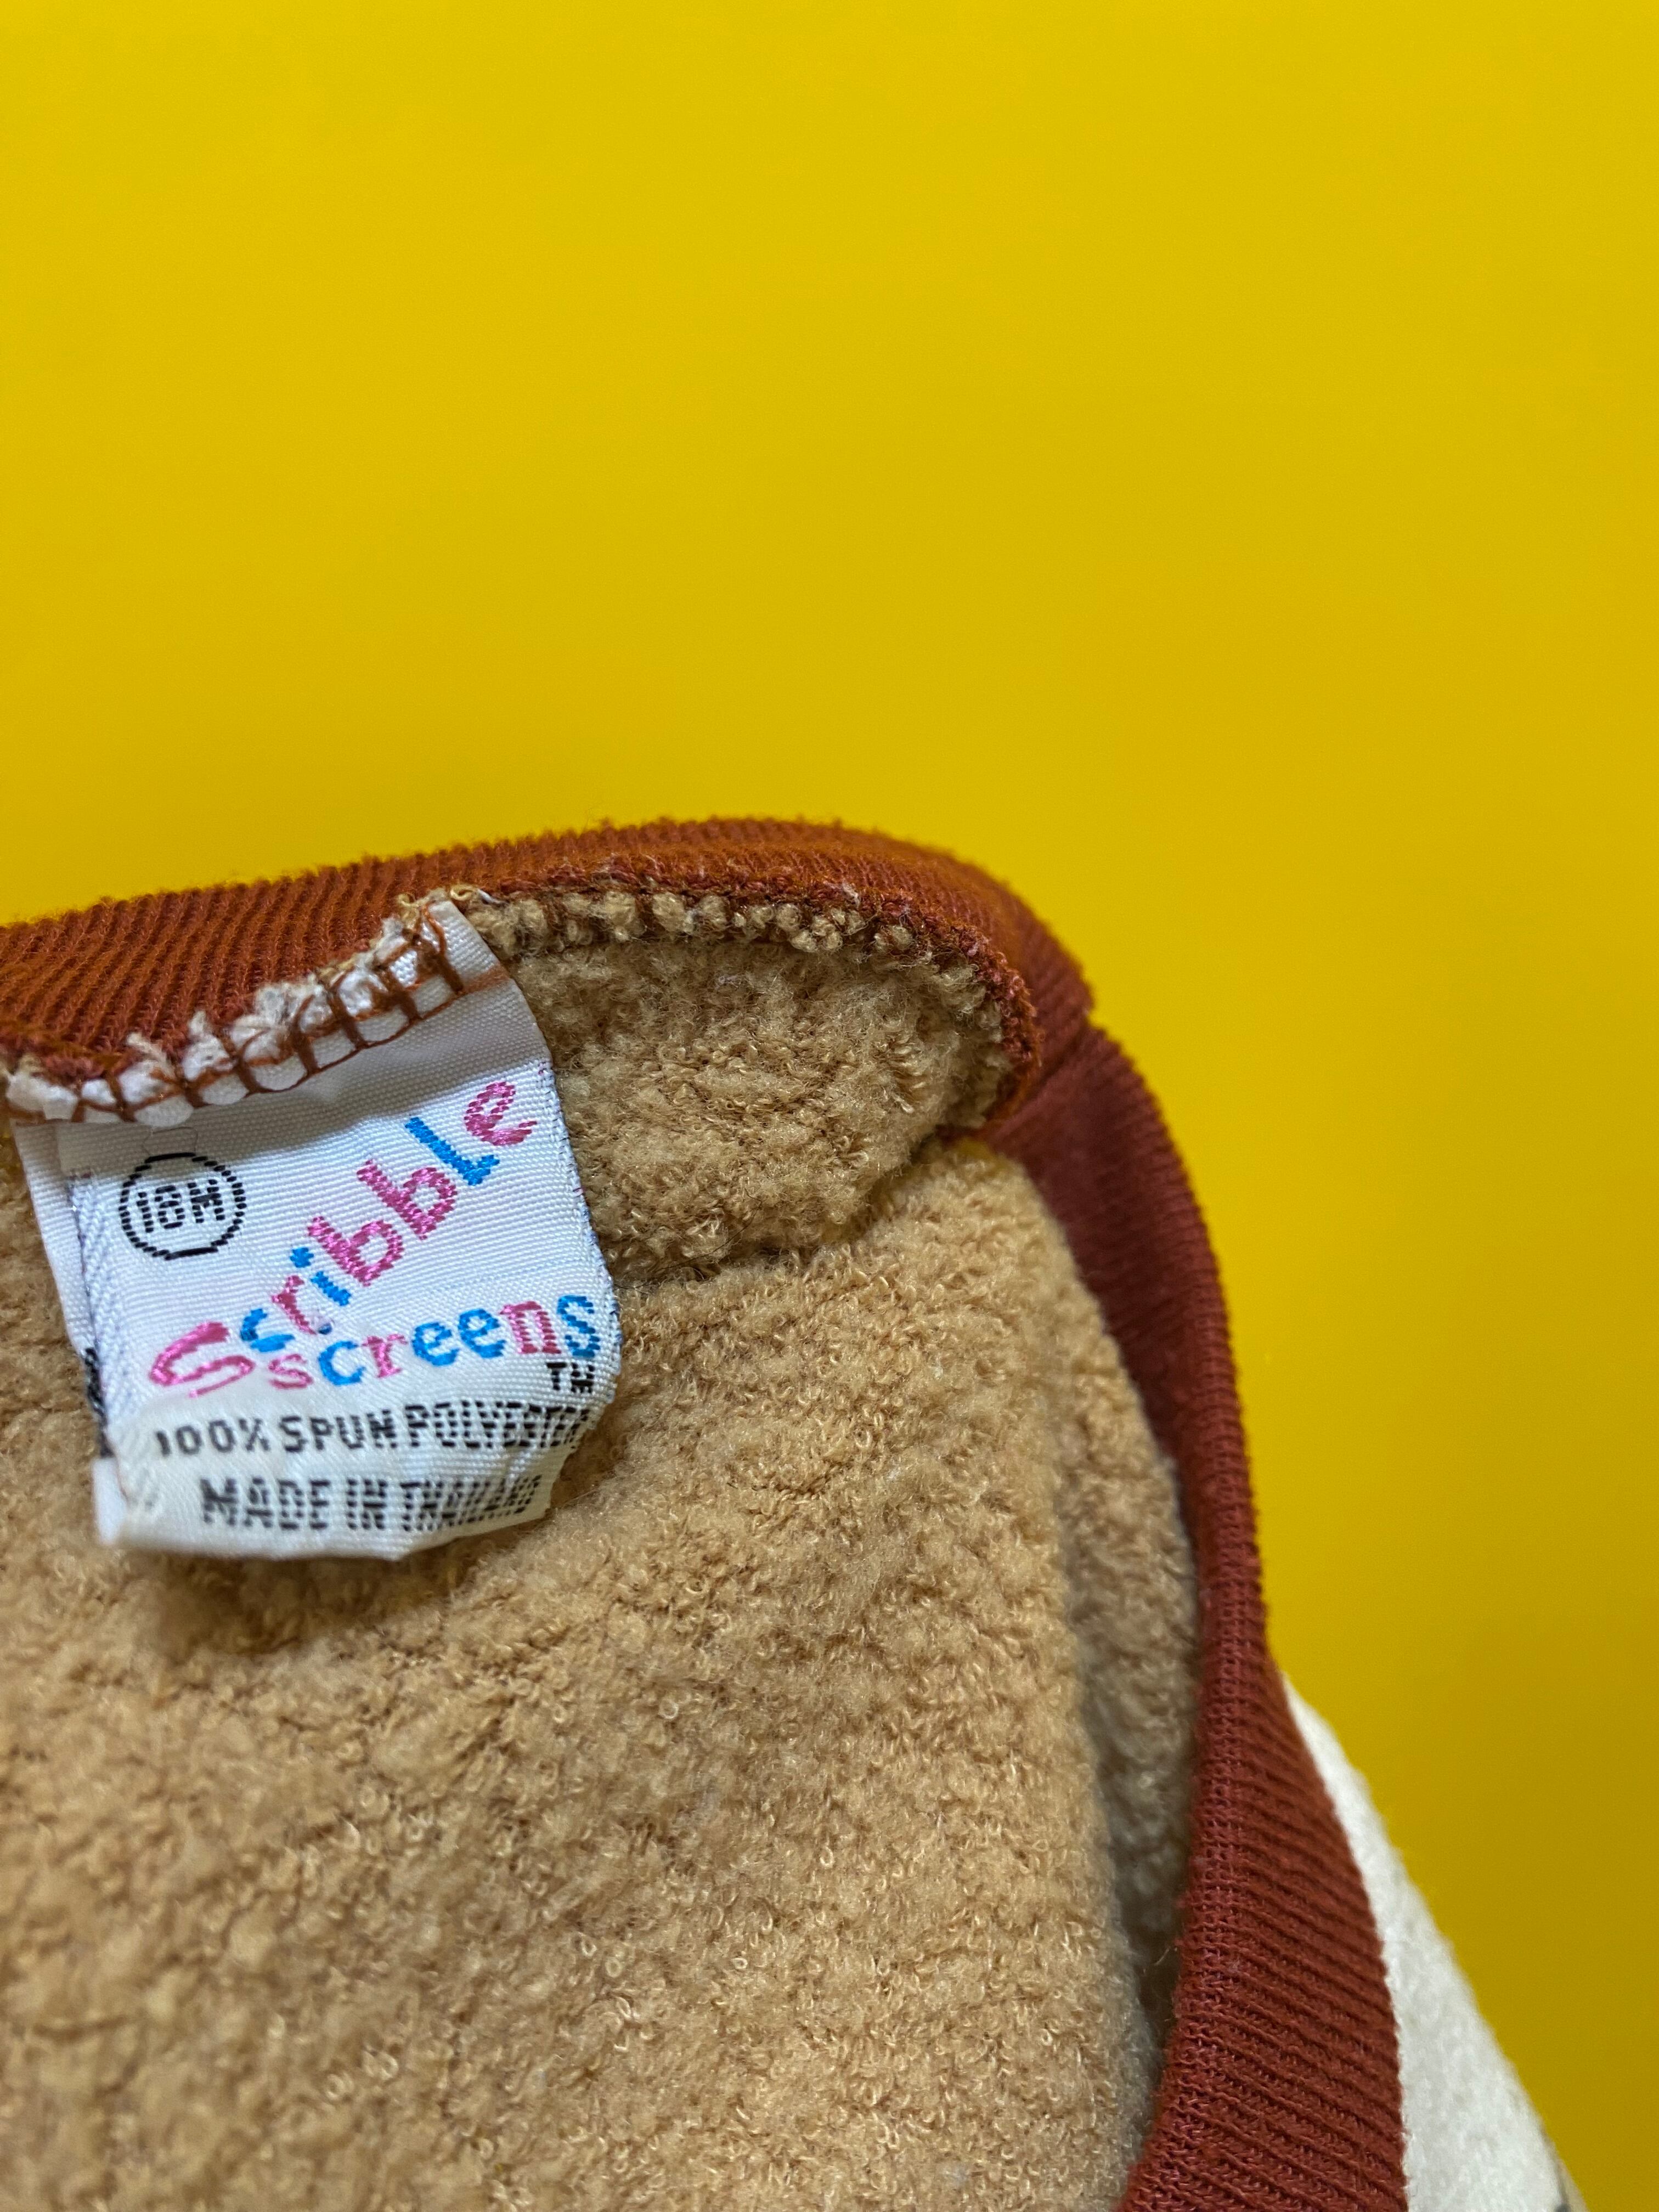 18M
Scribble
screens
TM
100% SPUN POLYESTER
MADE IN THAILAND